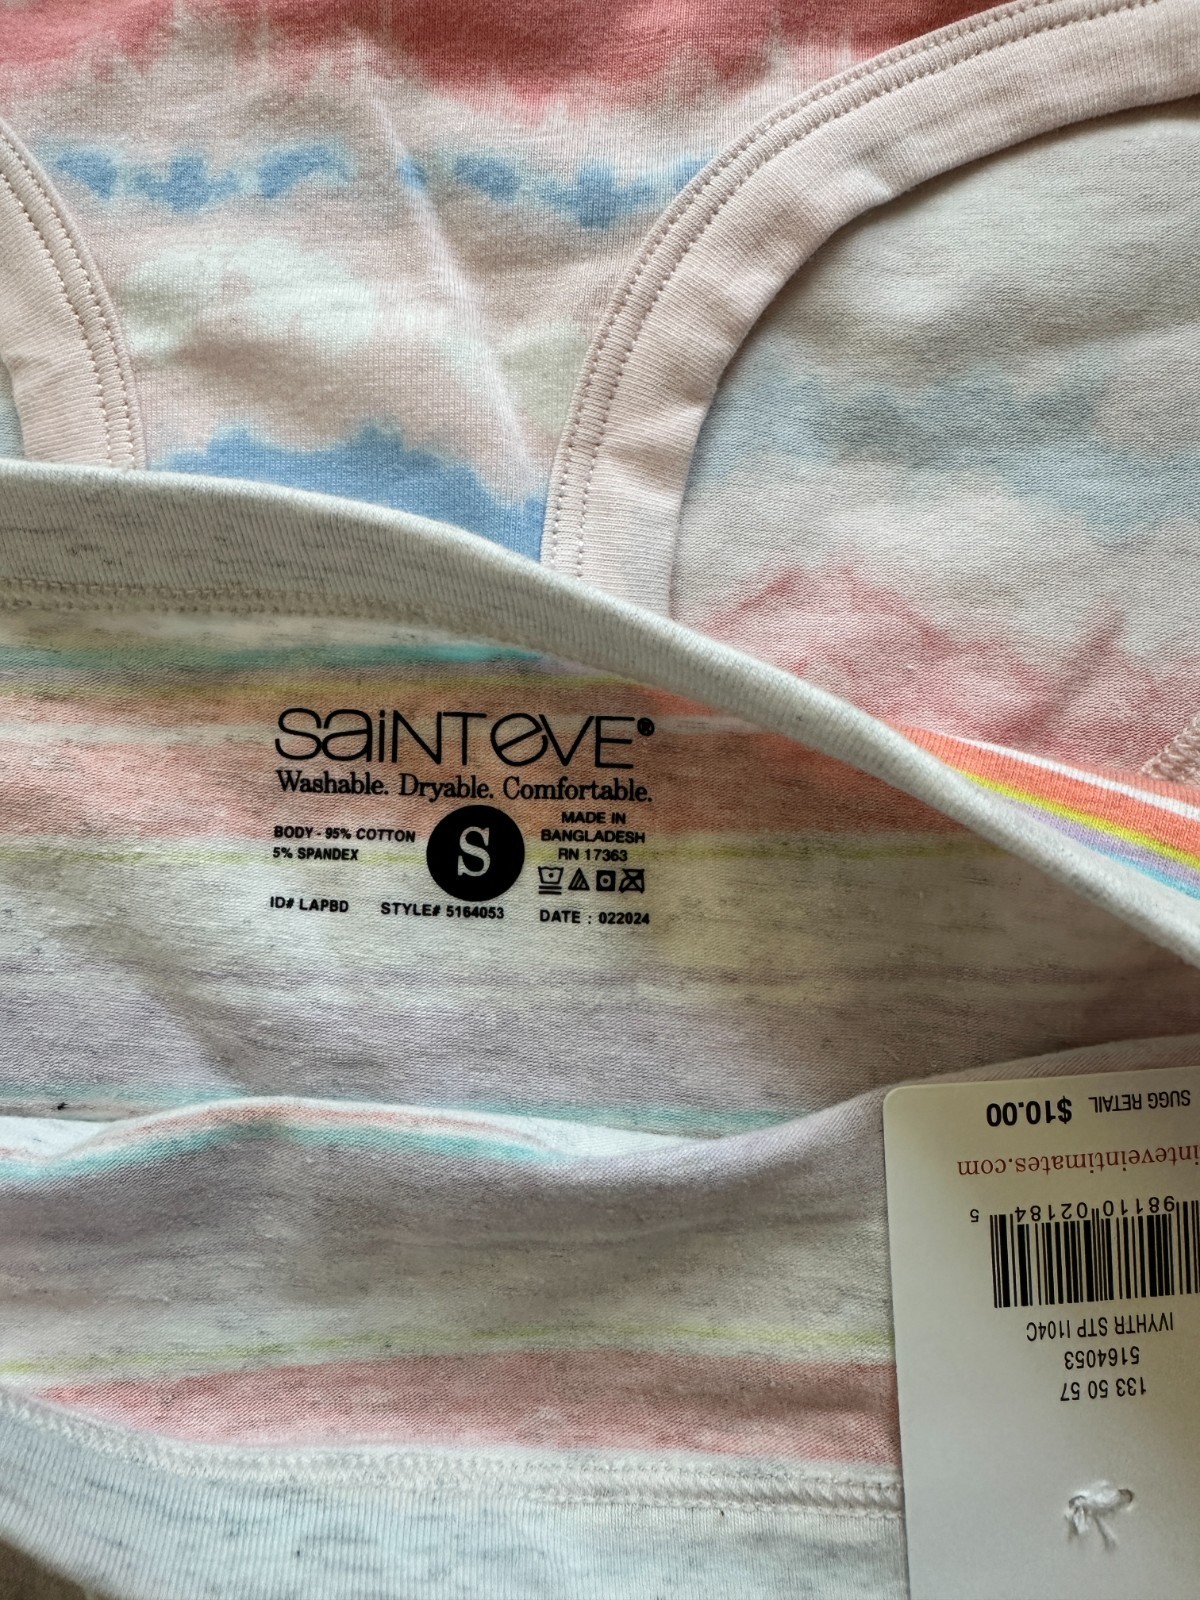 SAINT EVE®
Washable. Dryable. Comfortable.
BODY - 95% COTTON
5% SPANDEX
S
MADE IN
BANGLADESH
RN 17363
ID# LAPBD
STYLE# 5164053
DATE : 022024
133 50 57
5164053
IVYHTR STP I104C
98110 02184 5
inteveintimates.com
SUGG RETAIL $10.00